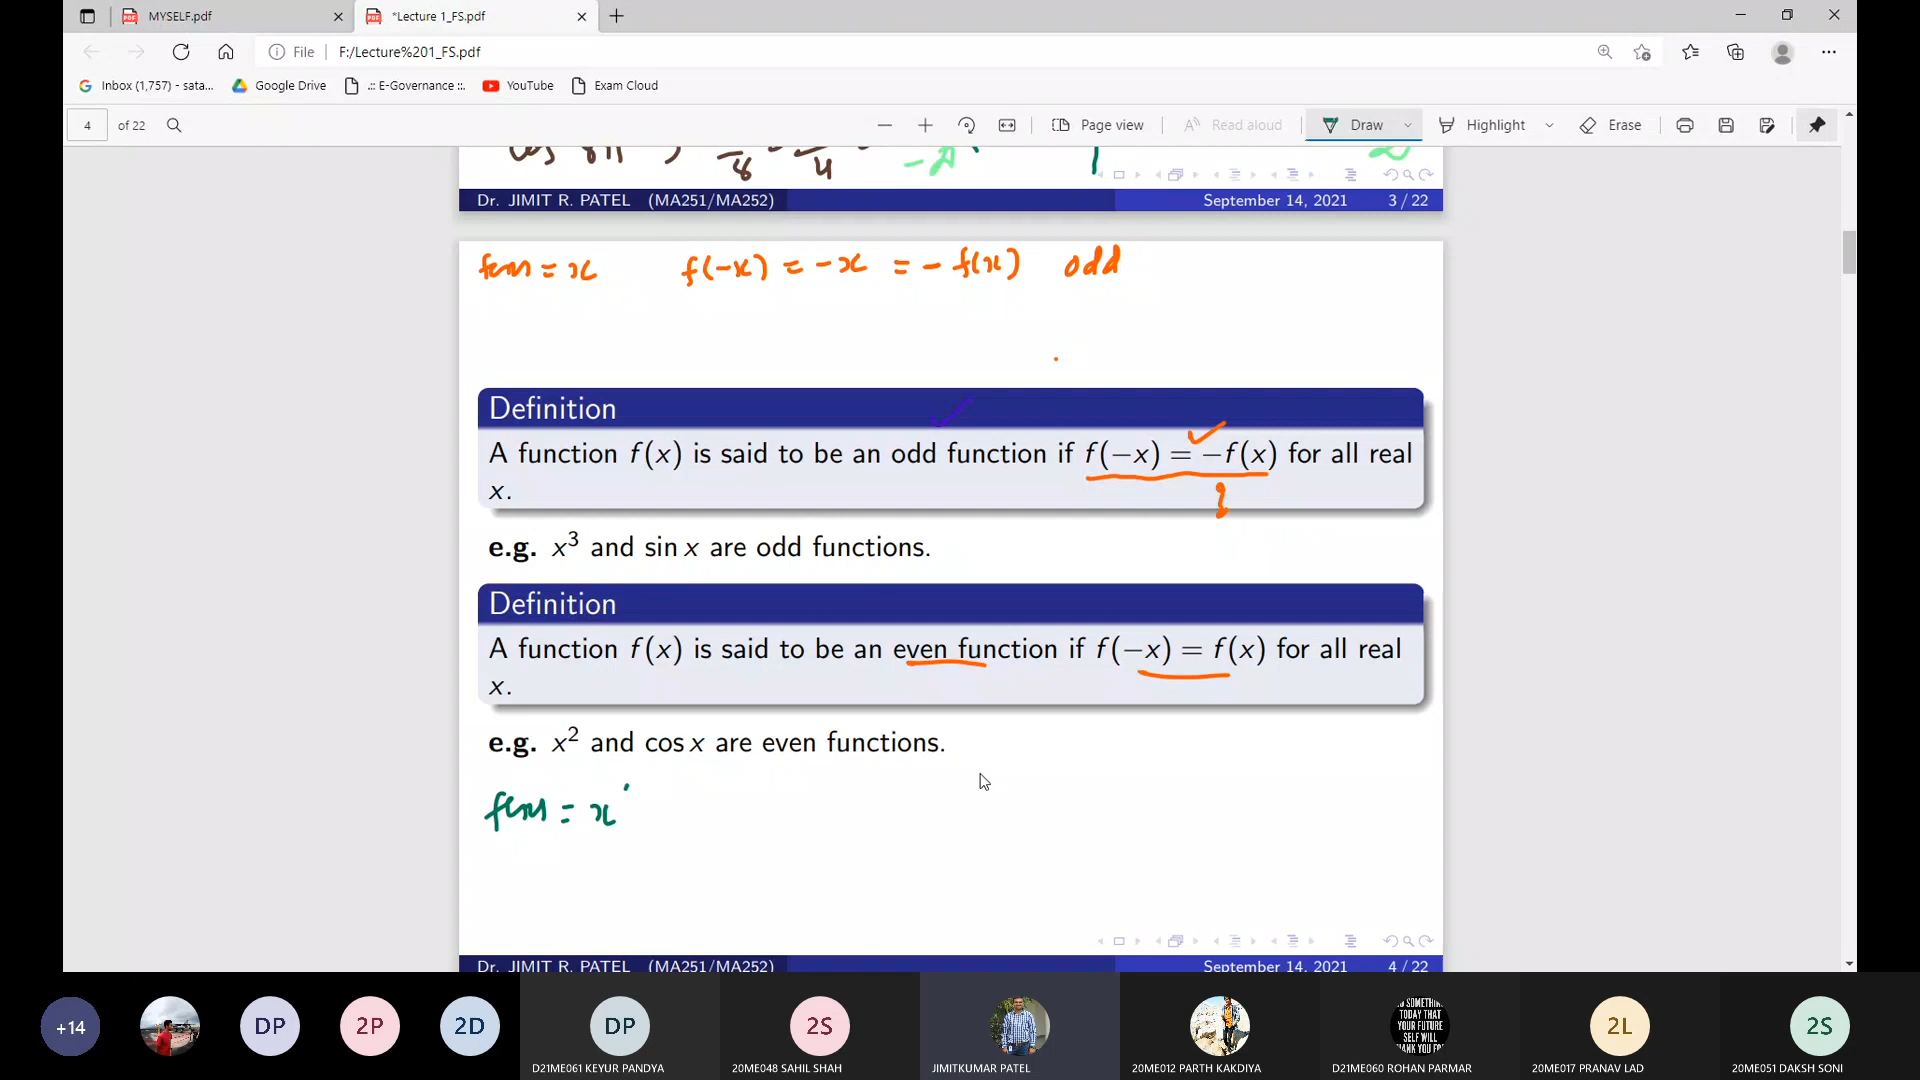 MYSELF.pdf
*Lecture 1_FS.pdf
File
F:/Lecture%201_FS.pdf
Inbox (1,757) - sata...
Google Drive
.:: E-Governance ::.
YouTube
Exam Cloud
4 of 22
Page view
Read aloud
Draw
Highlight
Erase
Dr. JIMIT R. PATEL (MA251/MA252)
September 14, 2021 3 / 22
f(x) = x f(-x) = -x = - f(x) odd
Definition
A function f(x) is said to be an odd function if f(−x) = −f(x) for all real
x.
e.g. x³ and sin x are odd functions.
Definition
A function f(x) is said to be an even function if f(−x) = f(x) for all real
x.
e.g. x² and cos x are even functions.
f(x) = x
Dr. JIMIT R. PATEL (MA251/MA252)
September 14, 2021 4 / 22
+14
DP
2P
2D
DP
2S
2L
2S
D21ME061 KEYUR PANDYA
20ME048 SAHIL SHAH
JIMITKUMAR PATEL
20ME012 PARTH KAKDIYA
D21ME060 ROHAN PARMAR
20ME017 PRANAV LAD
20ME051 DAKSH SONI
TODAY THAT
YOUR FUTURE
SELF WILL